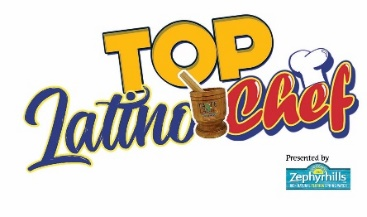 TOP
Latino Chef
Presented by
Zephyrhills